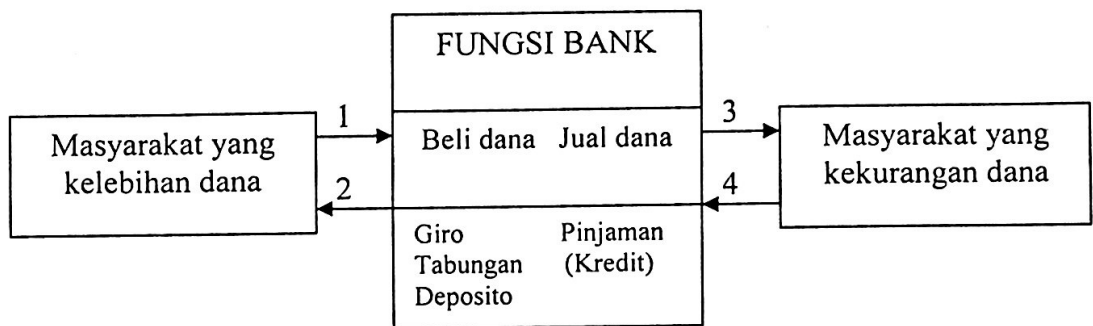 FUNGSI BANK
1
3
Masyarakat yang
kelebihan dana
Beli dana Jual dana
Masyarakat yang
kekurangan dana
2
4
Giro
Tabungan
Deposito
Pinjaman
(Kredit)